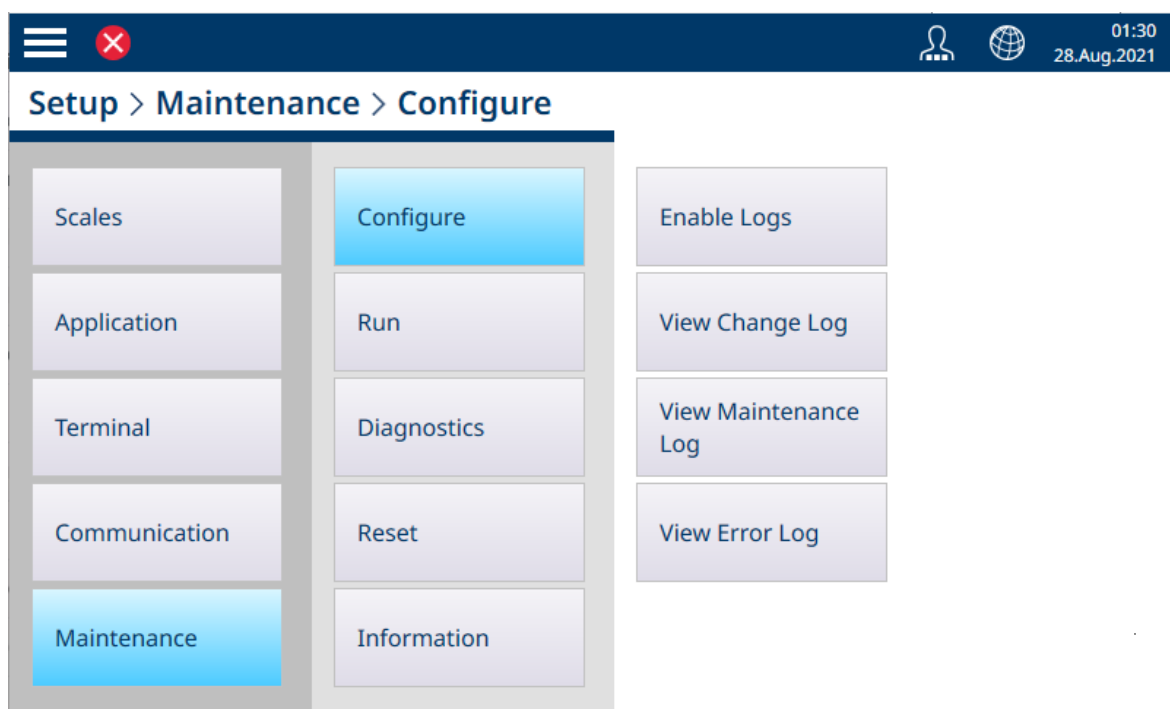 01:30
28.Aug.2021
Setup > Maintenance > Configure
Scales
Configure
Enable Logs
Application
Run
View Change Log
Terminal
Diagnostics
View Maintenance
Log
Communication
Reset
View Error Log
Maintenance
Information